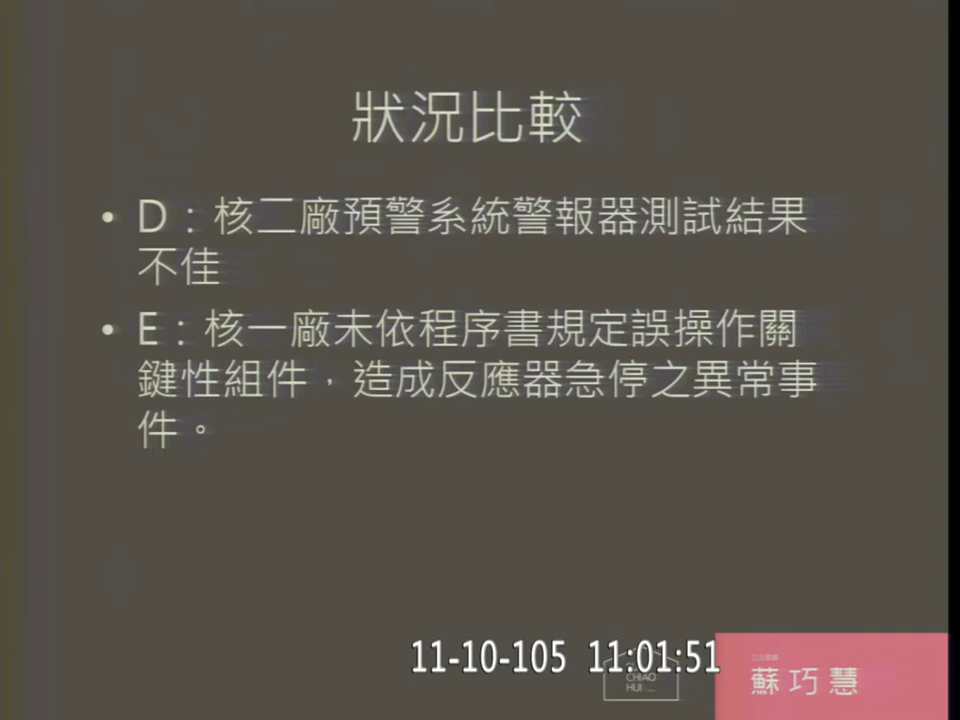 狀況比較
• D：核二廠預警系統警報器測試結果
不佳
• E：核一廠未依程序書規定誤操作關
鍵性組件，造成反應器急停之異常事
件。
11-10-105 11:01:51
CHIAO
HUI
蘇巧慧